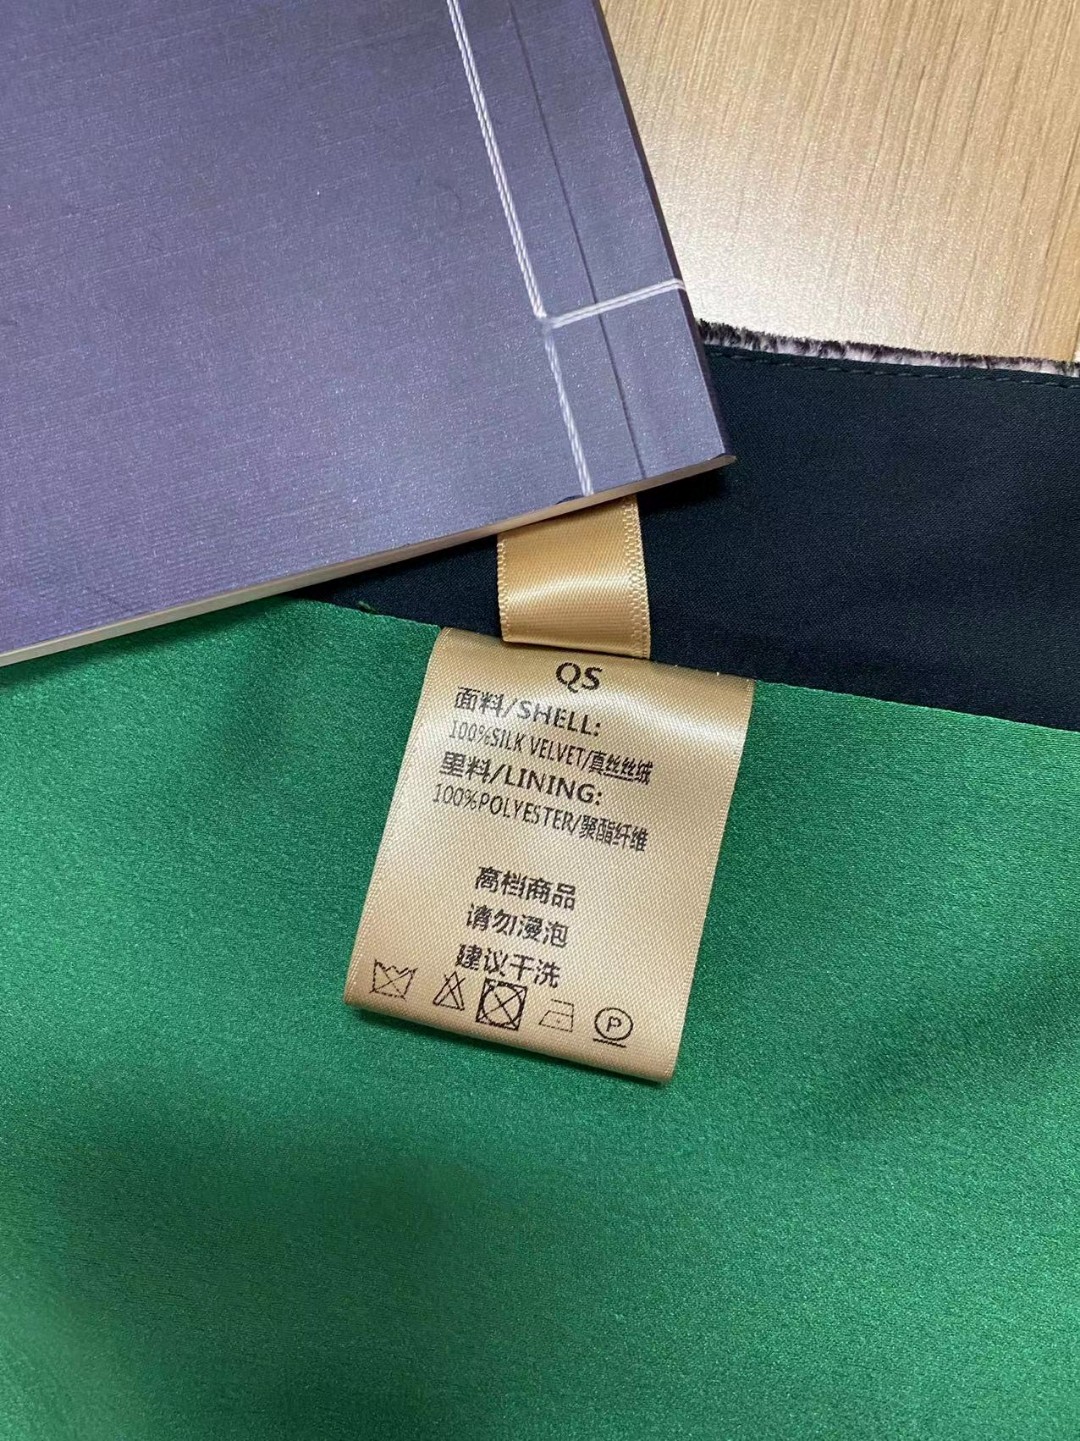 QS
面料/SHELL:
100%SILK VELVET/真丝丝绒
里料/LINING:
100%POLYESTER/聚酯纤维
高档商品
请勿浸泡
建议干洗
P